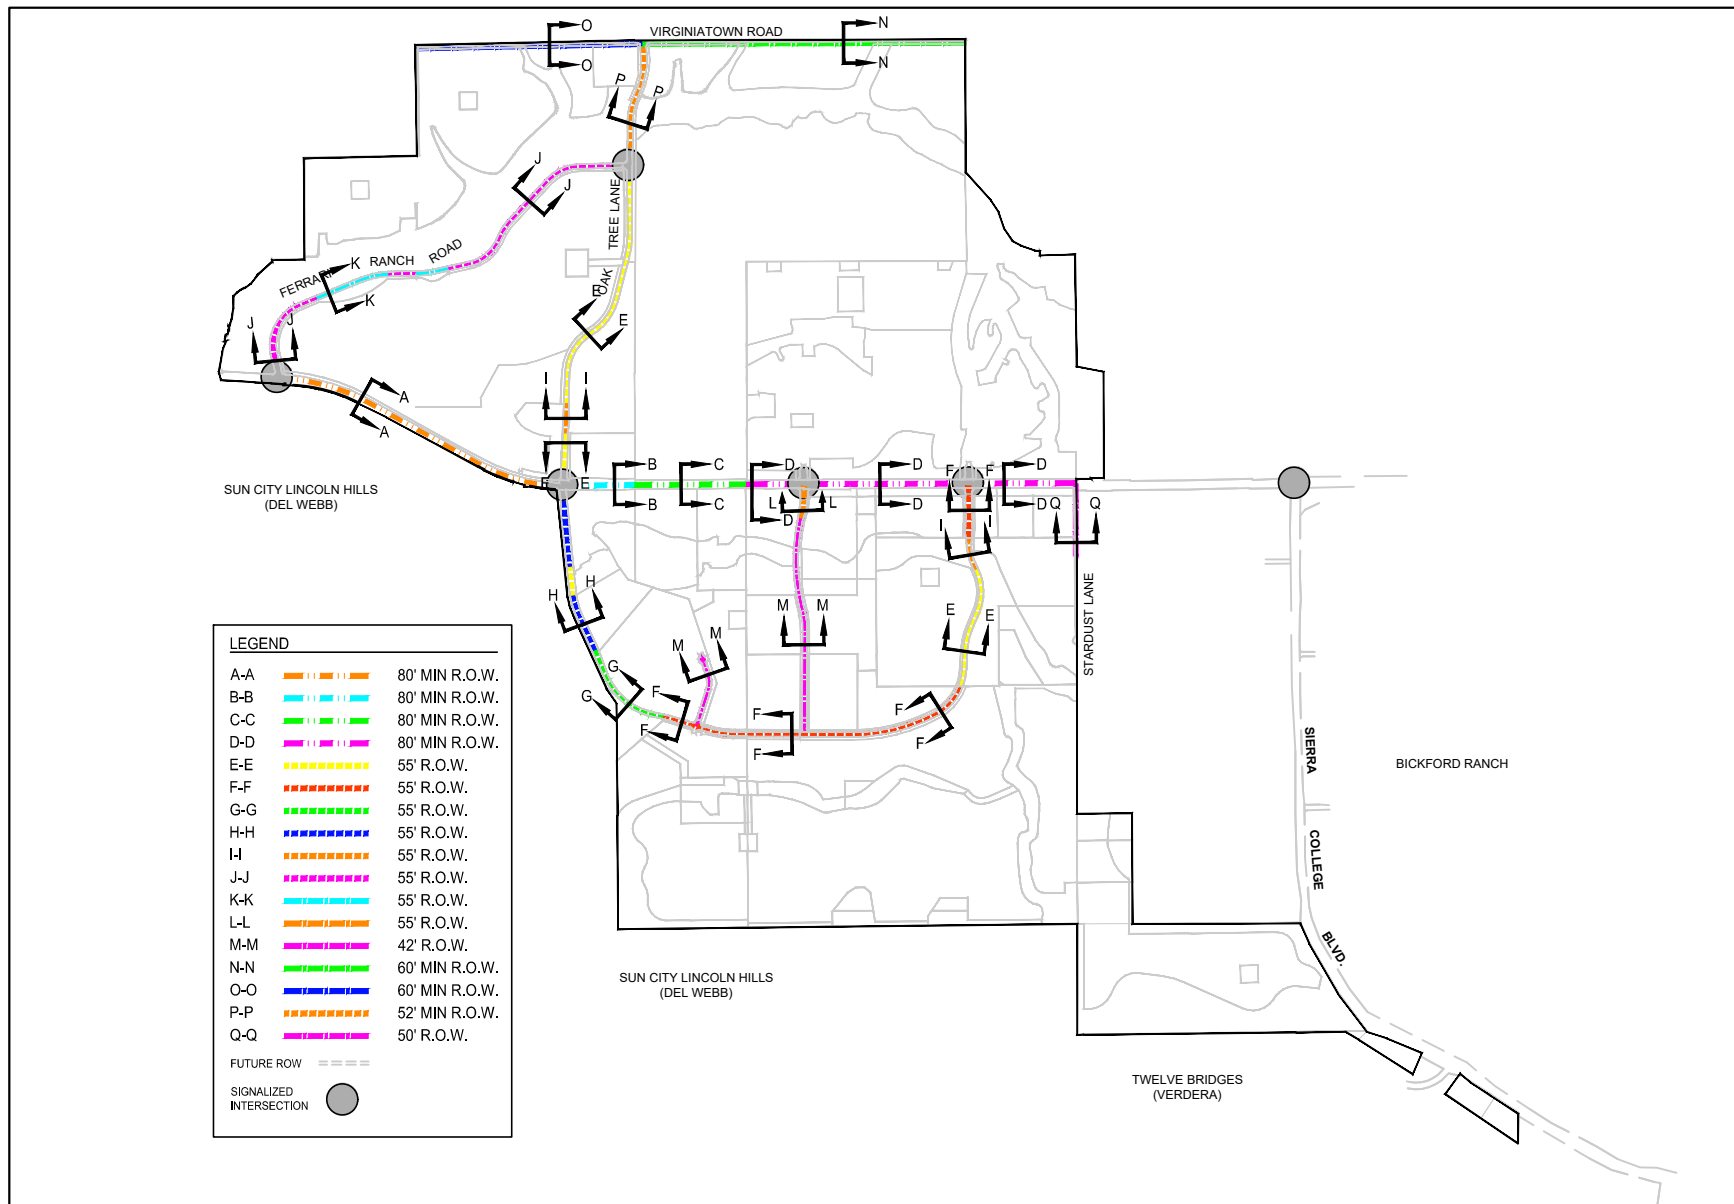 O
VIRGINIATOWN ROAD
N
O
N
P
P
J
J
TREE LANE
OAK
FERRARI RANCH ROAD
K
K
E
E
J
J
A
A
I
I
E
E
B
C
D
D
F
F
D
B
C
L
L
D
D
D
Q
Q
I
I
SUN CITY LINCOLN HILLS
(DEL WEBB)
H
H
M
M
E
E
M
M
STARDUST LANE
G
G
F
F
F
F
F
F
SIERRA
COLLEGE
BLVD.
BICKFORD RANCH
SUN CITY LINCOLN HILLS
(DEL WEBB)
TWELVE BRIDGES
(VERDERA)
LEGEND
A-A 80' MIN R.O.W.
B-B 80' MIN R.O.W.
C-C 80' MIN R.O.W.
D-D 80' MIN R.O.W.
E-E 55' R.O.W.
F-F 55' R.O.W.
G-G 55' R.O.W.
H-H 55' R.O.W.
I-I 55' R.O.W.
J-J 55' R.O.W.
K-K 55' R.O.W.
L-L 55' R.O.W.
M-M 42' R.O.W.
N-N 60' MIN R.O.W.
O-O 60' MIN R.O.W.
P-P 52' MIN R.O.W.
Q-Q 50' R.O.W.
FUTURE ROW
SIGNALIZED
INTERSECTION